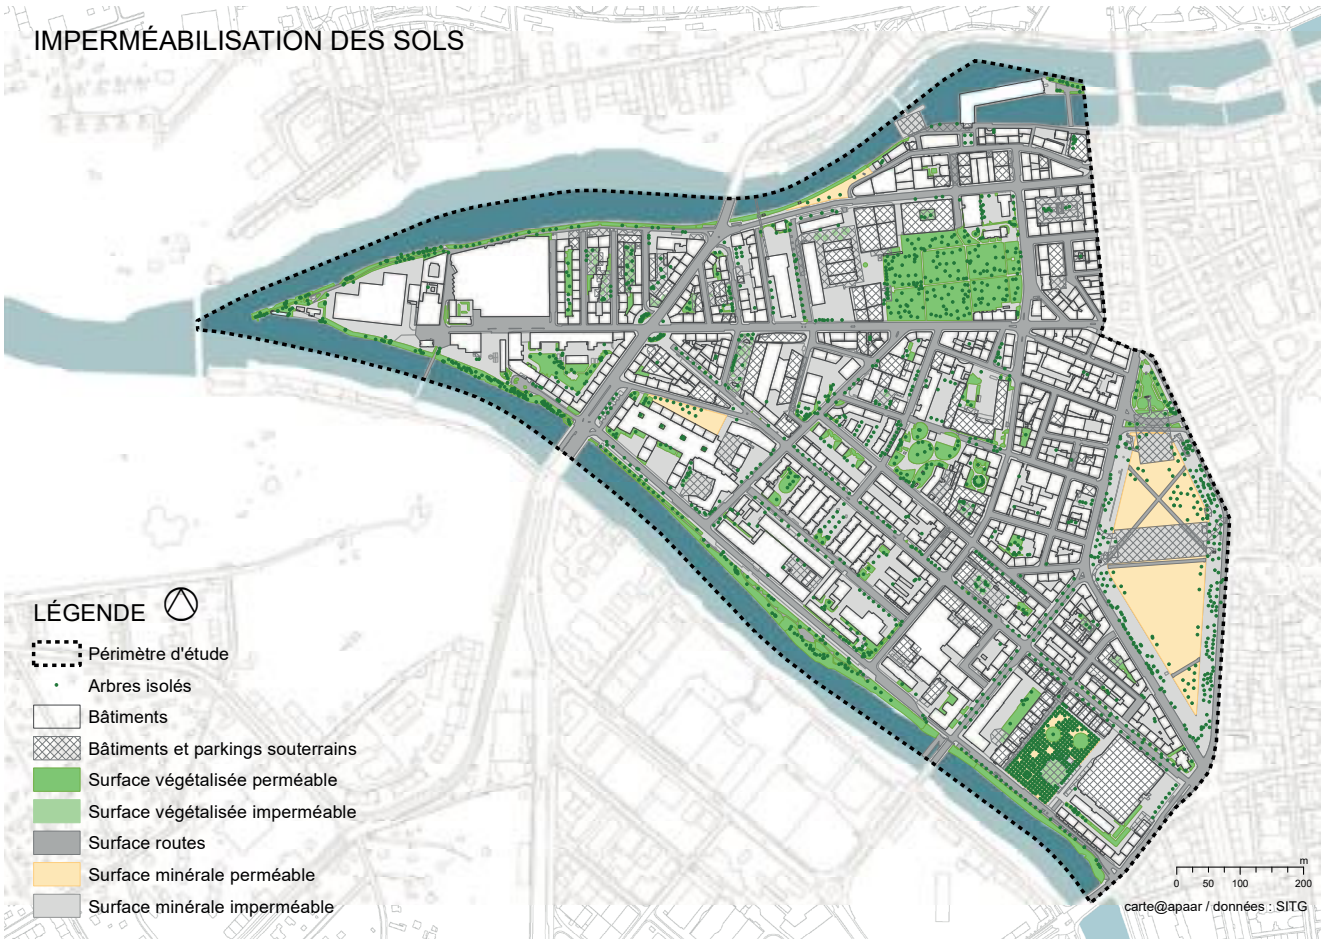 IMPERMÉABILISATION DES SOLS
LÉGENDE
Périmètre d'étude
Arbres isolés
Bâtiments
Bâtiments et parkings souterrains
Surface végétalisée perméable
Surface végétalisée imperméable
Surface routes
Surface minérale perméable
Surface minérale imperméable
m
0 50 100 200
carte@apaar / données : SITG